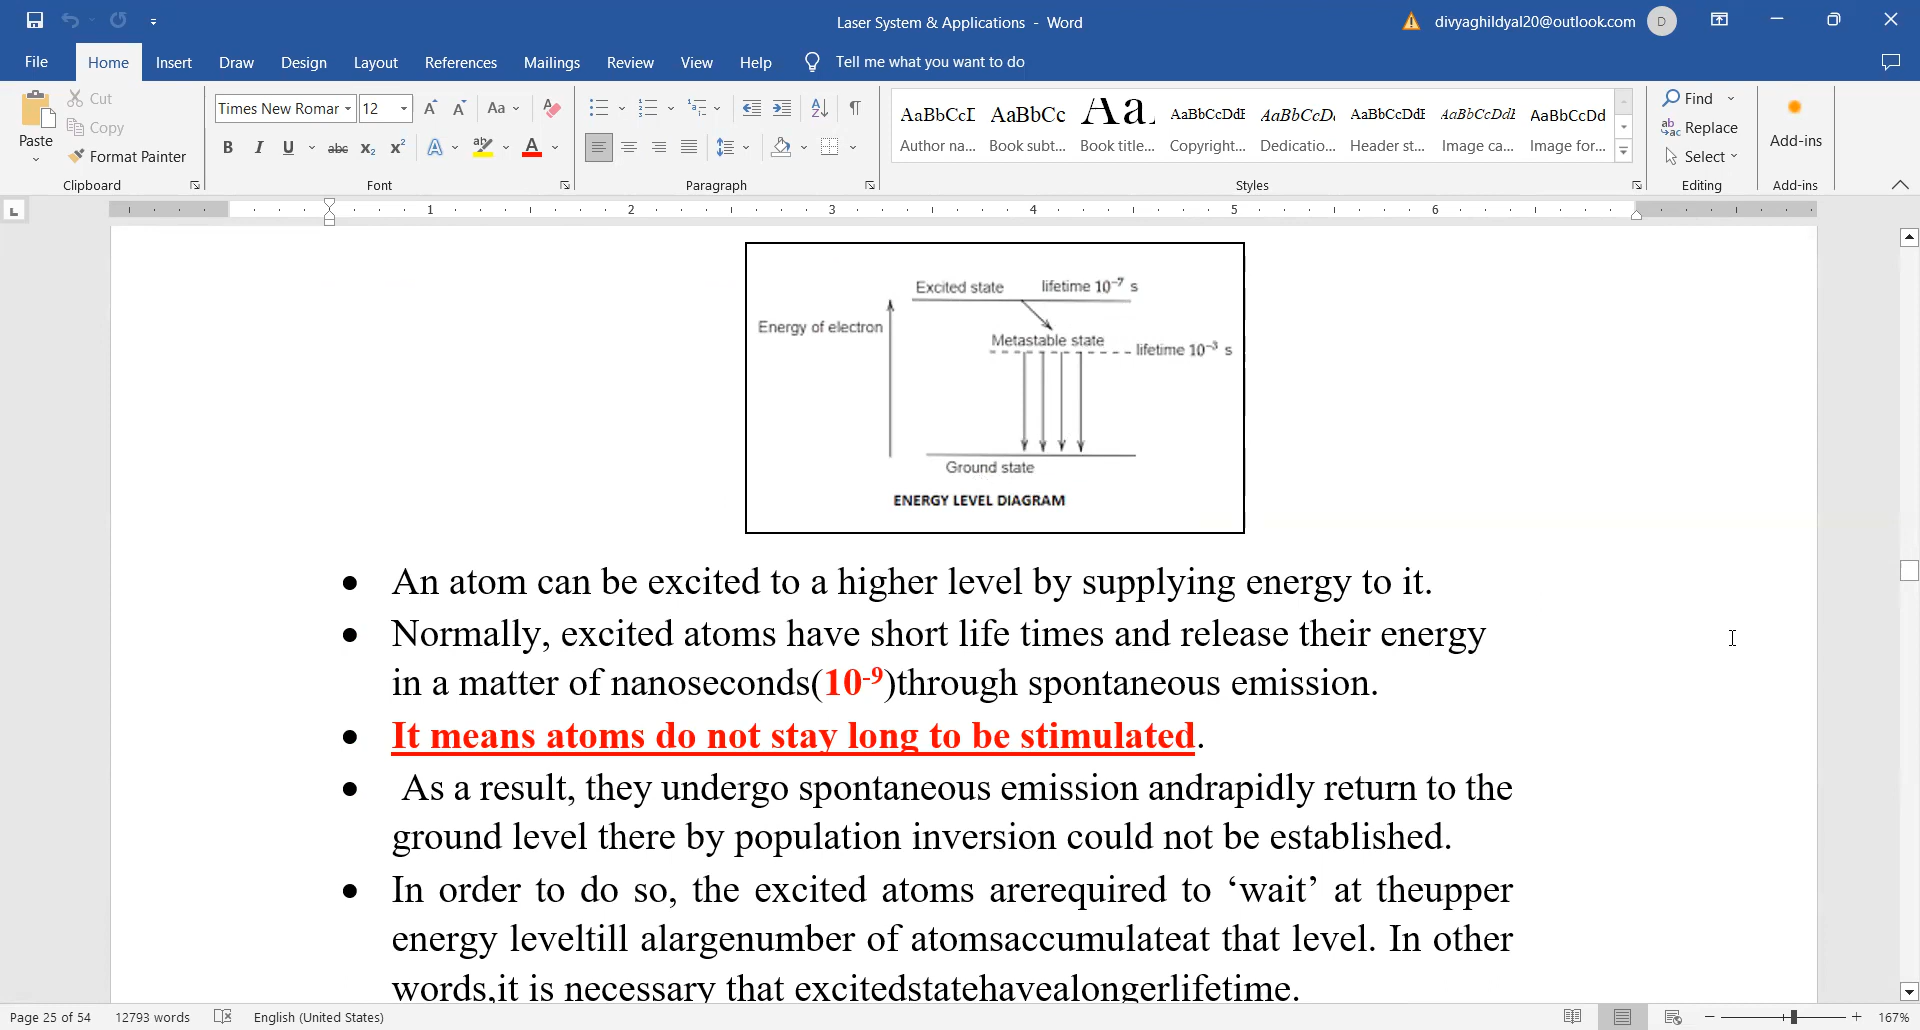 Laser System & Applications - Word
divyaghildyal20@outlook.com
D
File Home Insert Draw Design Layout References Mailings Review View Help Tell me what you want to do
Paste
Cut
Copy
Format Painter
Clipboard
Times New Romar 12
Font
Paragraph
AaBbCcI AaBbCc Aa. AaBbCcDdE AaBbCcD AaBbCcDdE AaBbCcDdI AaBbCcDd
Author na... Book subt... Book title... Copyright... Dedicatio... Header st... Image ca... Image for...
Styles
Find
Replace
Select
Editing
Add-ins
Add-ins
1 2 3 4 5 6
Excited state lifetime 10⁻⁷ s
Energy of electron
Metastable state
lifetime 10⁻³ s
Ground state
ENERGY LEVEL DIAGRAM
• An atom can be excited to a higher level by supplying energy to it.
• Normally, excited atoms have short life times and release their energy
in a matter of nanoseconds(10⁻⁹)through spontaneous emission.
• It means atoms do not stay long to be stimulated.
• As a result, they undergo spontaneous emission andrapidly return to the
ground level there by population inversion could not be established.
• In order to do so, the excited atoms arerequired to ‘wait’ at theupper
energy leveltill alargenumber of atomsaccumulateat that level. In other
words,it is necessary that excitedstatehavealongerlifetime.
Page 25 of 54 12793 words English (United States) 167%